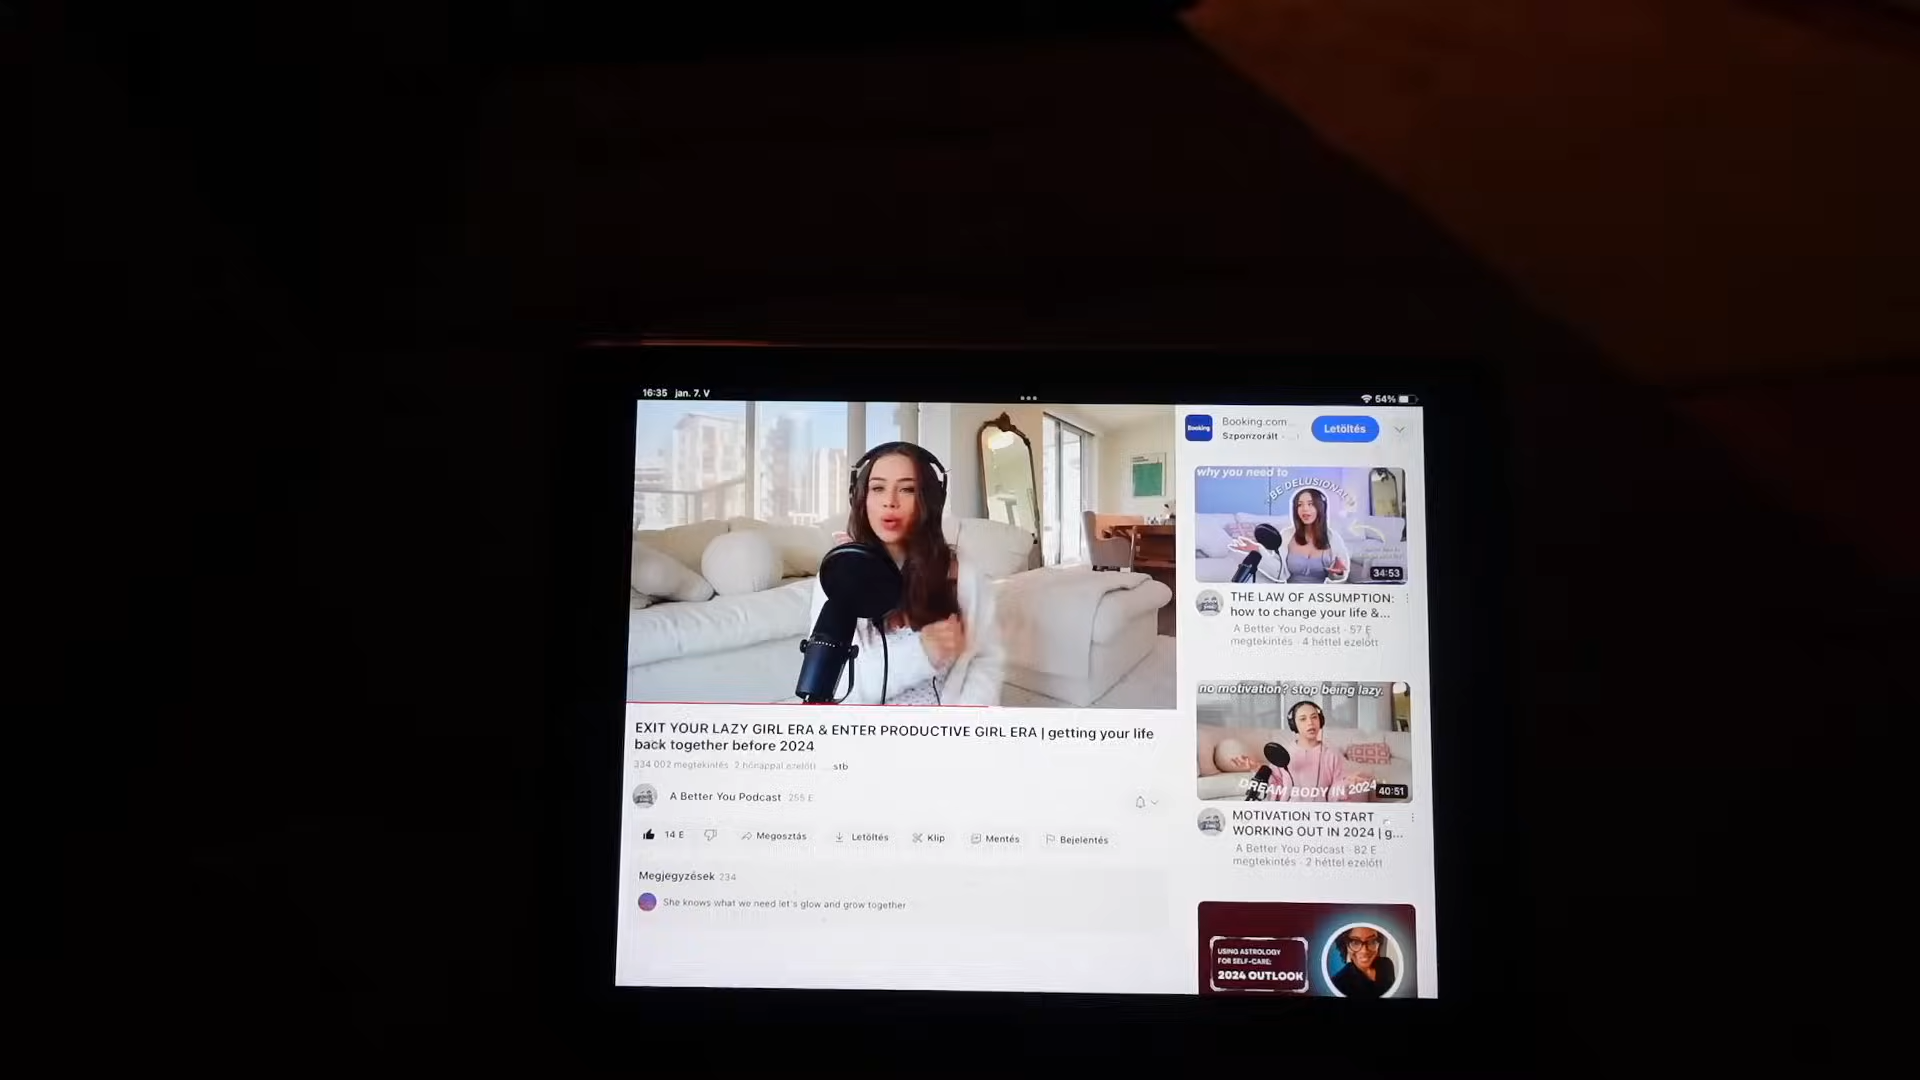 16:35 jan. 7. V
54%
EXIT YOUR LAZY GIRL ERA & ENTER PRODUCTIVE GIRL ERA | getting your life
back together before 2024
334 002 megtekintés 2 hónappal ezelőtt ...stb
A Better You Podcast 255 E
14 E
Megosztás
Letöltés
Klip
Mentés
Bejelentés
Megjegyzések 234
She knows what we need let's glow and grow together
Booking
Booking.com...
Szponzorált
Letöltés
why you need to
"BE DELUSIONAL"
34:53
THE LAW OF ASSUMPTION:
how to change your life &...
A Better You Podcast · 57 E
megtekintés · 4 héttel ezelőtt
no motivation? stop being lazy.
DREAM BODY IN 2024
40:51
MOTIVATION TO START
WORKING OUT IN 2024 | g...
A Better You Podcast · 82 E
megtekintés · 2 héttel ezelőtt
USING ASTROLOGY
FOR SELF-CARE:
2024 OUTLOOK